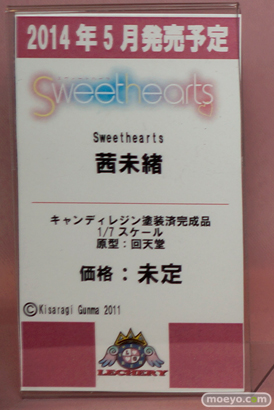 2014年5月発売予定
Sweethearts
Sweethearts
茜未緒
キャンディレジン塗装済完成品
1/7スケール
原型：回天堂
価格：未定
©Kisaragi Gunma 2011
LECHERY
moeyo.com